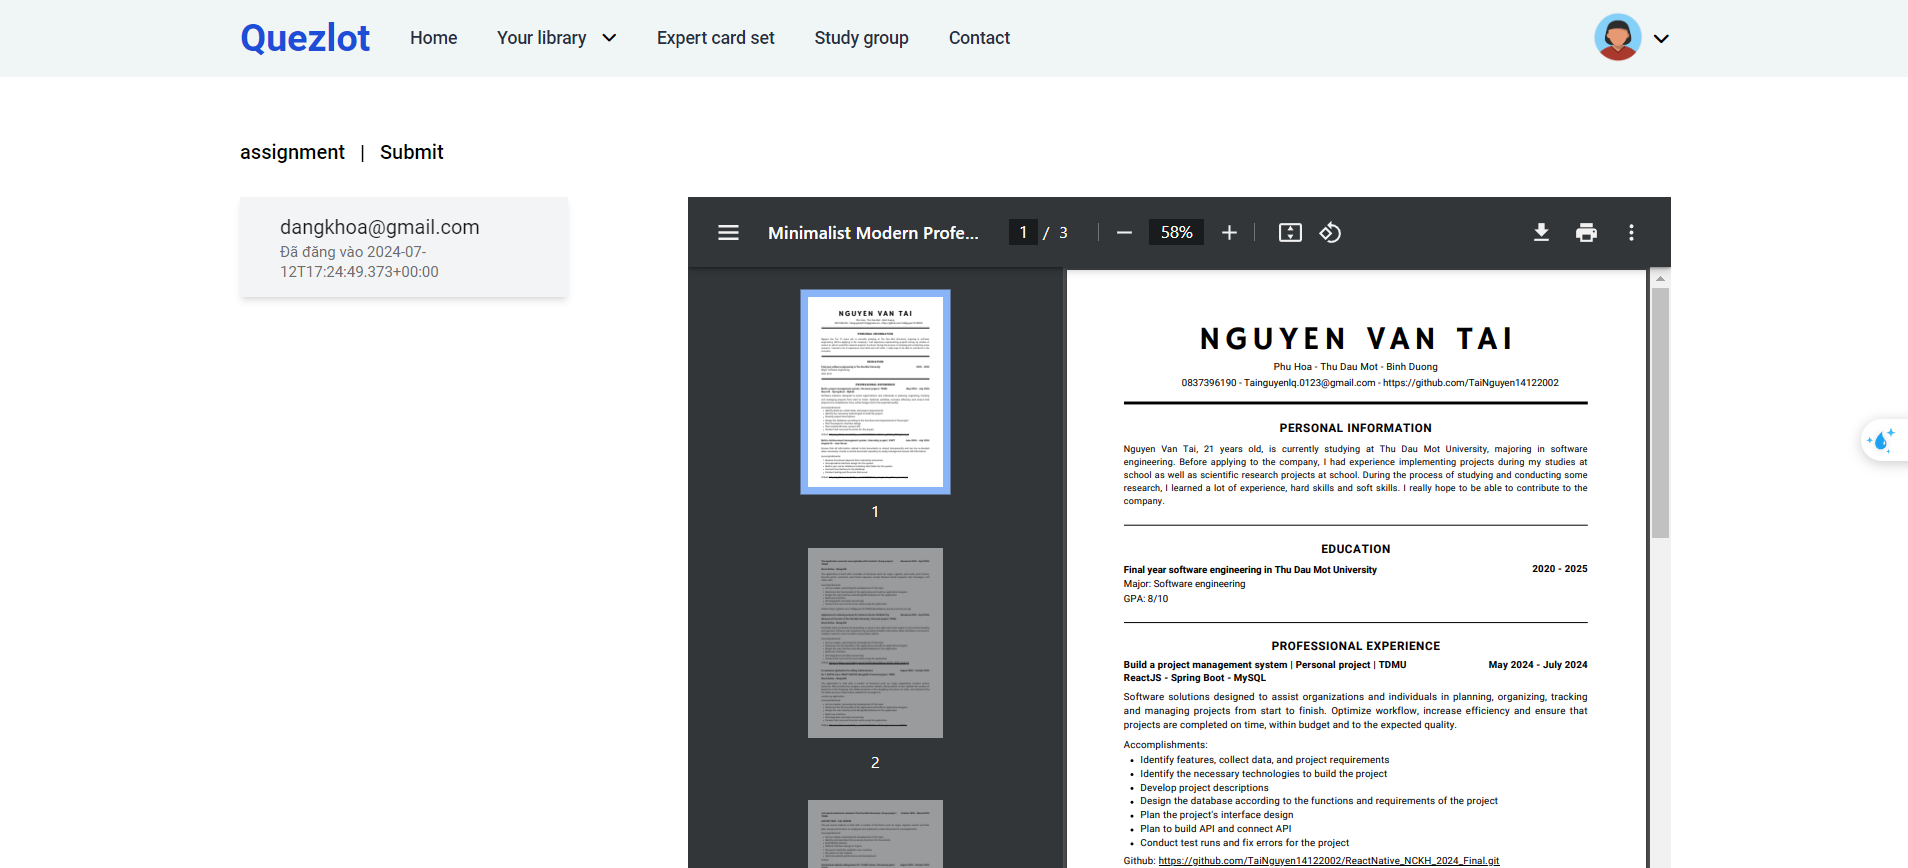 Quezlot
Home
Your library
Expert card set
Study group
Contact
assignment | Submit
dangkhoa@gmail.com
Đã đăng vào 2024-07-
12T17:24:49.373+00:00
Minimalist Modern Profe...
1 / 3
58%
NGUYEN VAN TAI
PERSONAL INFORMATION
EDUCATION
PROFESSIONAL EXPERIENCE
1
2
NGUYEN VAN TAI
Phu Hoa - Thu Dau Mot - Binh Duong
0837396190 - Tainguyenlq.0123@gmail.com - https://github.com/TaiNguyen14122002
PERSONAL INFORMATION
Nguyen Van Tai, 21 years old, is currently studying at Thu Dau Mot University, majoring in software
engineering. Before applying to the company, I had experience implementing projects during my studies at
school as well as scientific research projects at school. During the process of studying and conducting some
research, I learned a lot of experience, hard skills and soft skills. I really hope to be able to contribute to the
company.
EDUCATION
Final year software engineering in Thu Dau Mot University 2020 - 2025
Major: Software engineering
GPA: 8/10
PROFESSIONAL EXPERIENCE
Build a project management system | Personal project | TDMU May 2024 - July 2024
ReactJS - Spring Boot - MySQL
Software solutions designed to assist organizations and individuals in planning, organizing, tracking
and managing projects from start to finish. Optimize workflow, increase efficiency and ensure that
projects are completed on time, within budget and to the expected quality.
Accomplishments:
• Identify features, collect data, and project requirements
• Identify the necessary technologies to build the project
• Develop project descriptions
• Design the database according to the functions and requirements of the project
• Plan the project's interface design
• Plan to build API and connect API
• Conduct test runs and fix errors for the project
Github: https://github.com/TaiNguyen14122002/ReactNative_NCKH_2024_Final.git